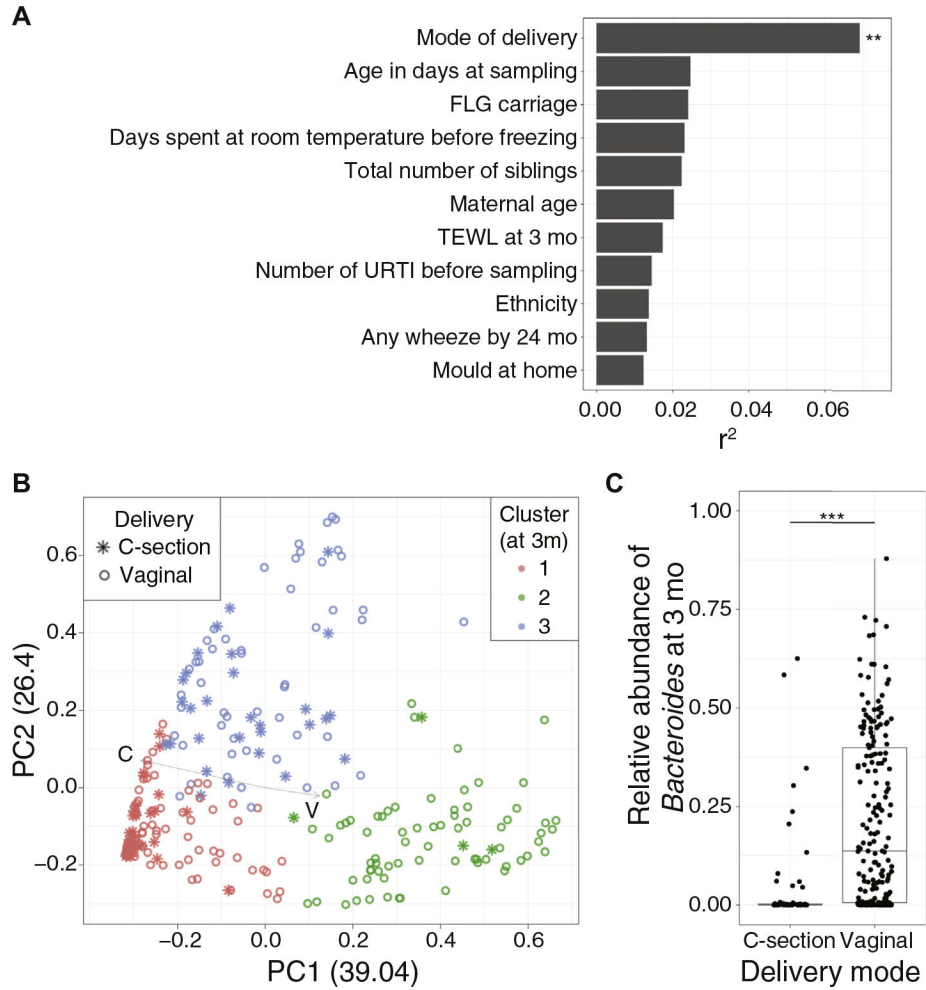 A
Mode of delivery
**
Age in days at sampling
FLG carriage
Days spent at room temperature before freezing
Total number of siblings
Maternal age
TEWL at 3 mo
Number of URTI before sampling
Ethnicity
Any wheeze by 24 mo
Mould at home
0.00 0.02 0.04 0.06
r²
B
Delivery
C-section
Vaginal
Cluster
(at 3m)
1
2
3
0.6
0.4
0.2
0.0
−0.2
PC2 (26.4)
C
V
−0.2 0.0 0.2 0.4 0.6
PC1 (39.04)
C
***
1.00
0.75
0.50
0.25
0.00
Relative abundance of
Bacteroides at 3 mo
C-section Vaginal
Delivery mode